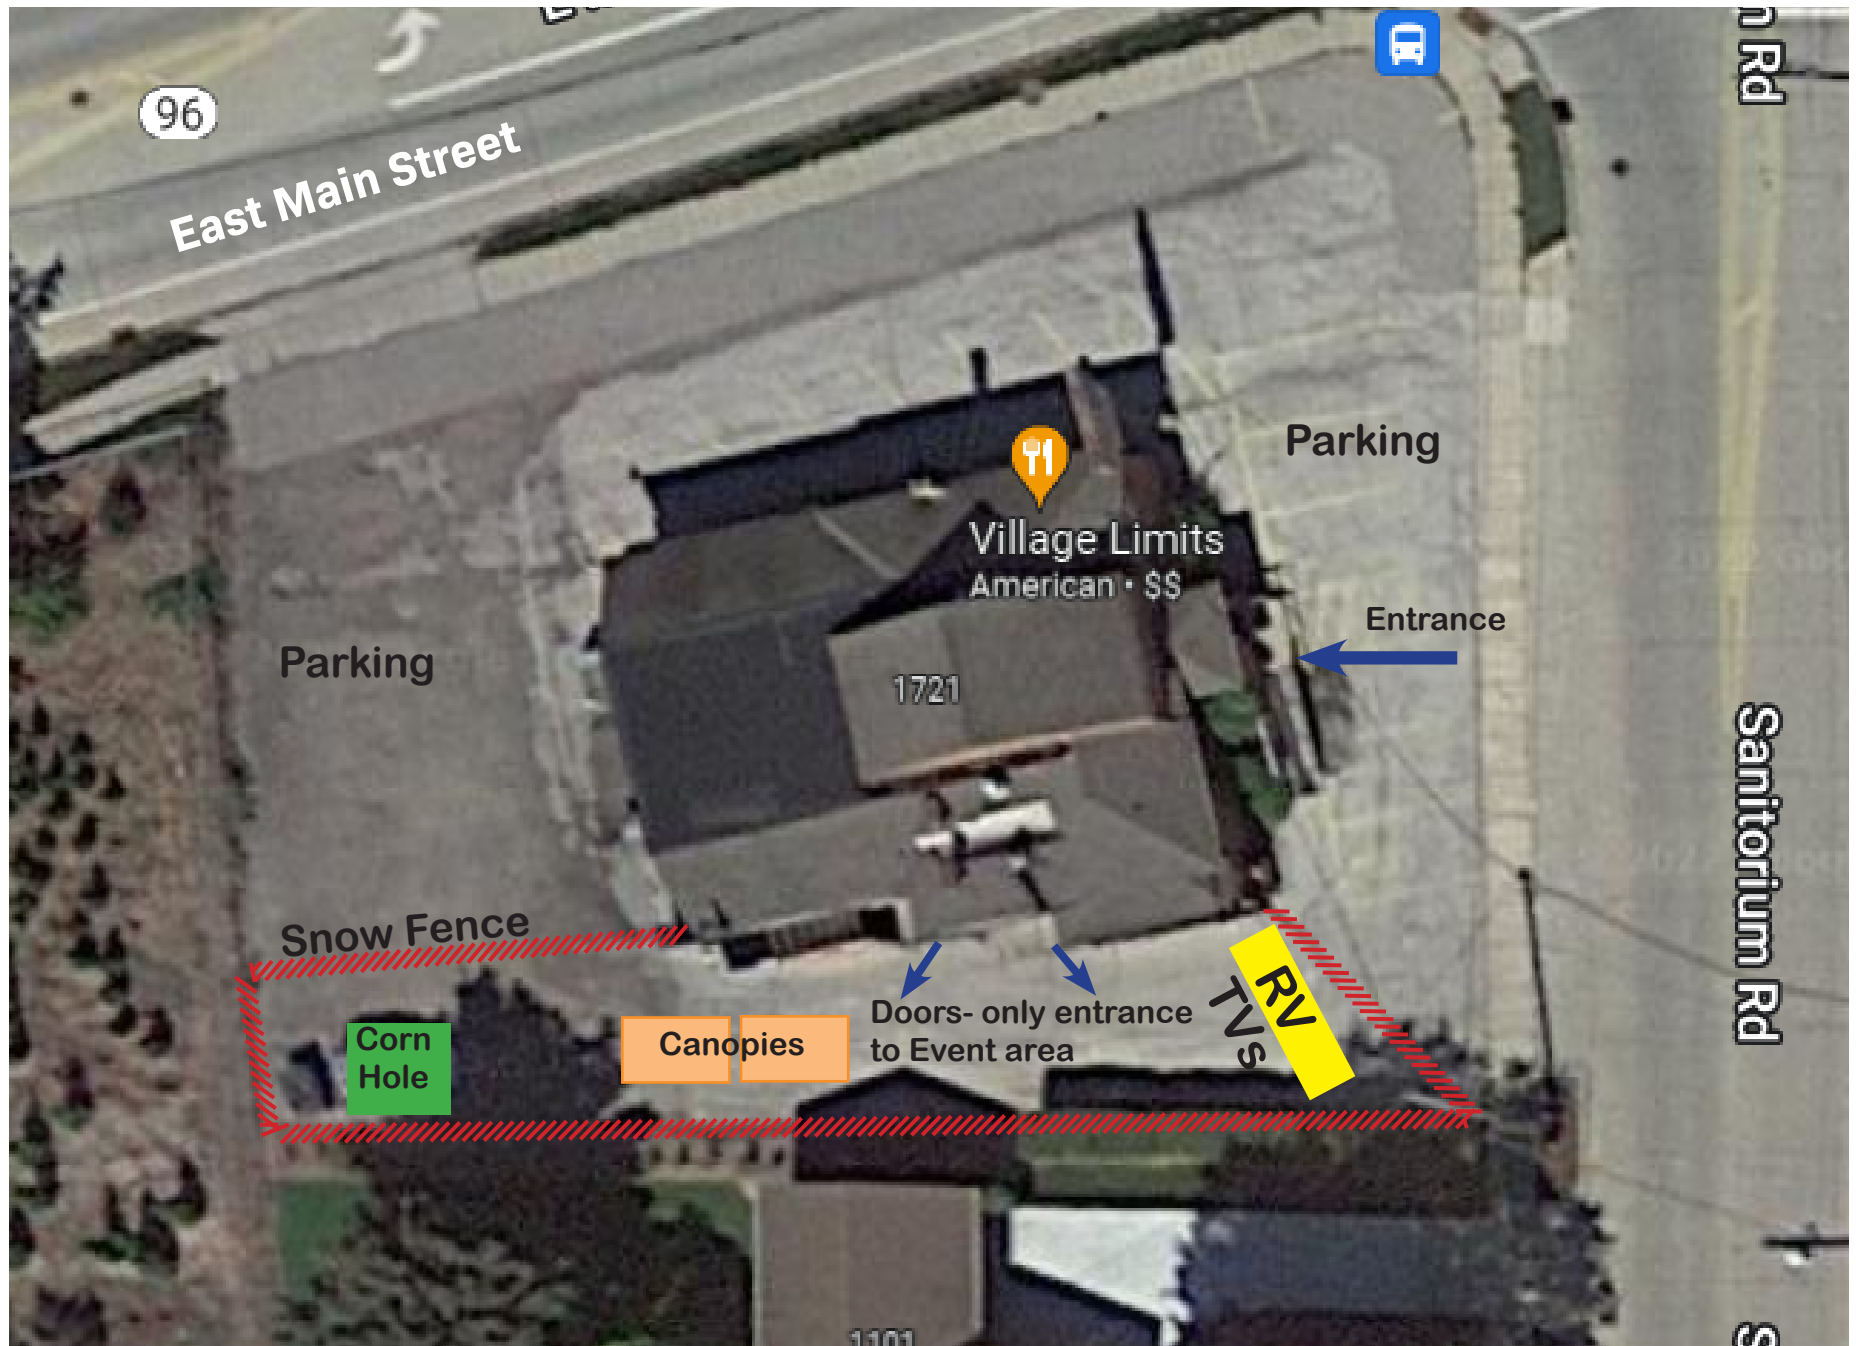 n Rd
96
East Main Street
Parking
Village Limits
American • $$
Entrance
Parking
1721
Sanitorium Rd
Snow Fence
Doors- only entrance
to Event area
RV
TVs
Corn
Hole
Canopies
1101
S